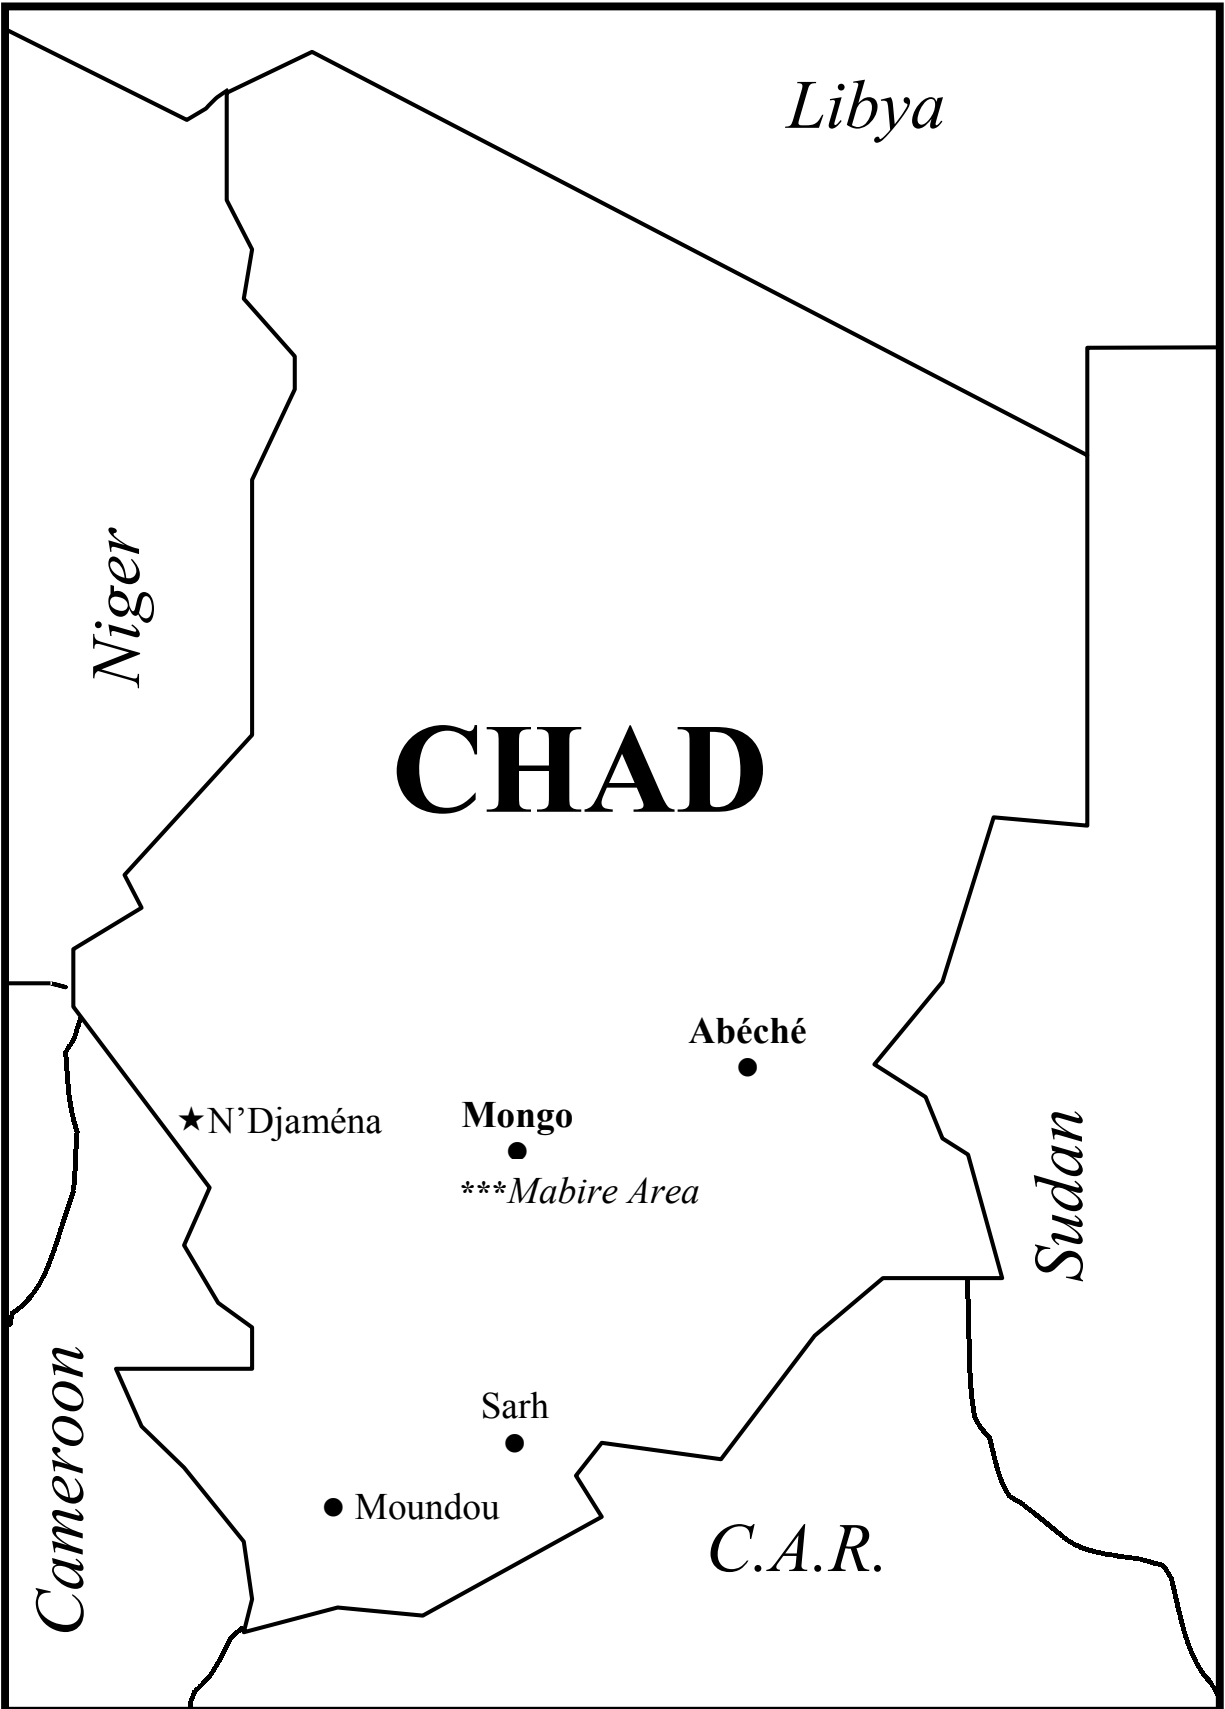 Libya
Niger
CHAD
Abéché
★N’Djaména
Mongo
***Mabire Area
Sudan
Cameroon
Sarh
Moundou
C.A.R.